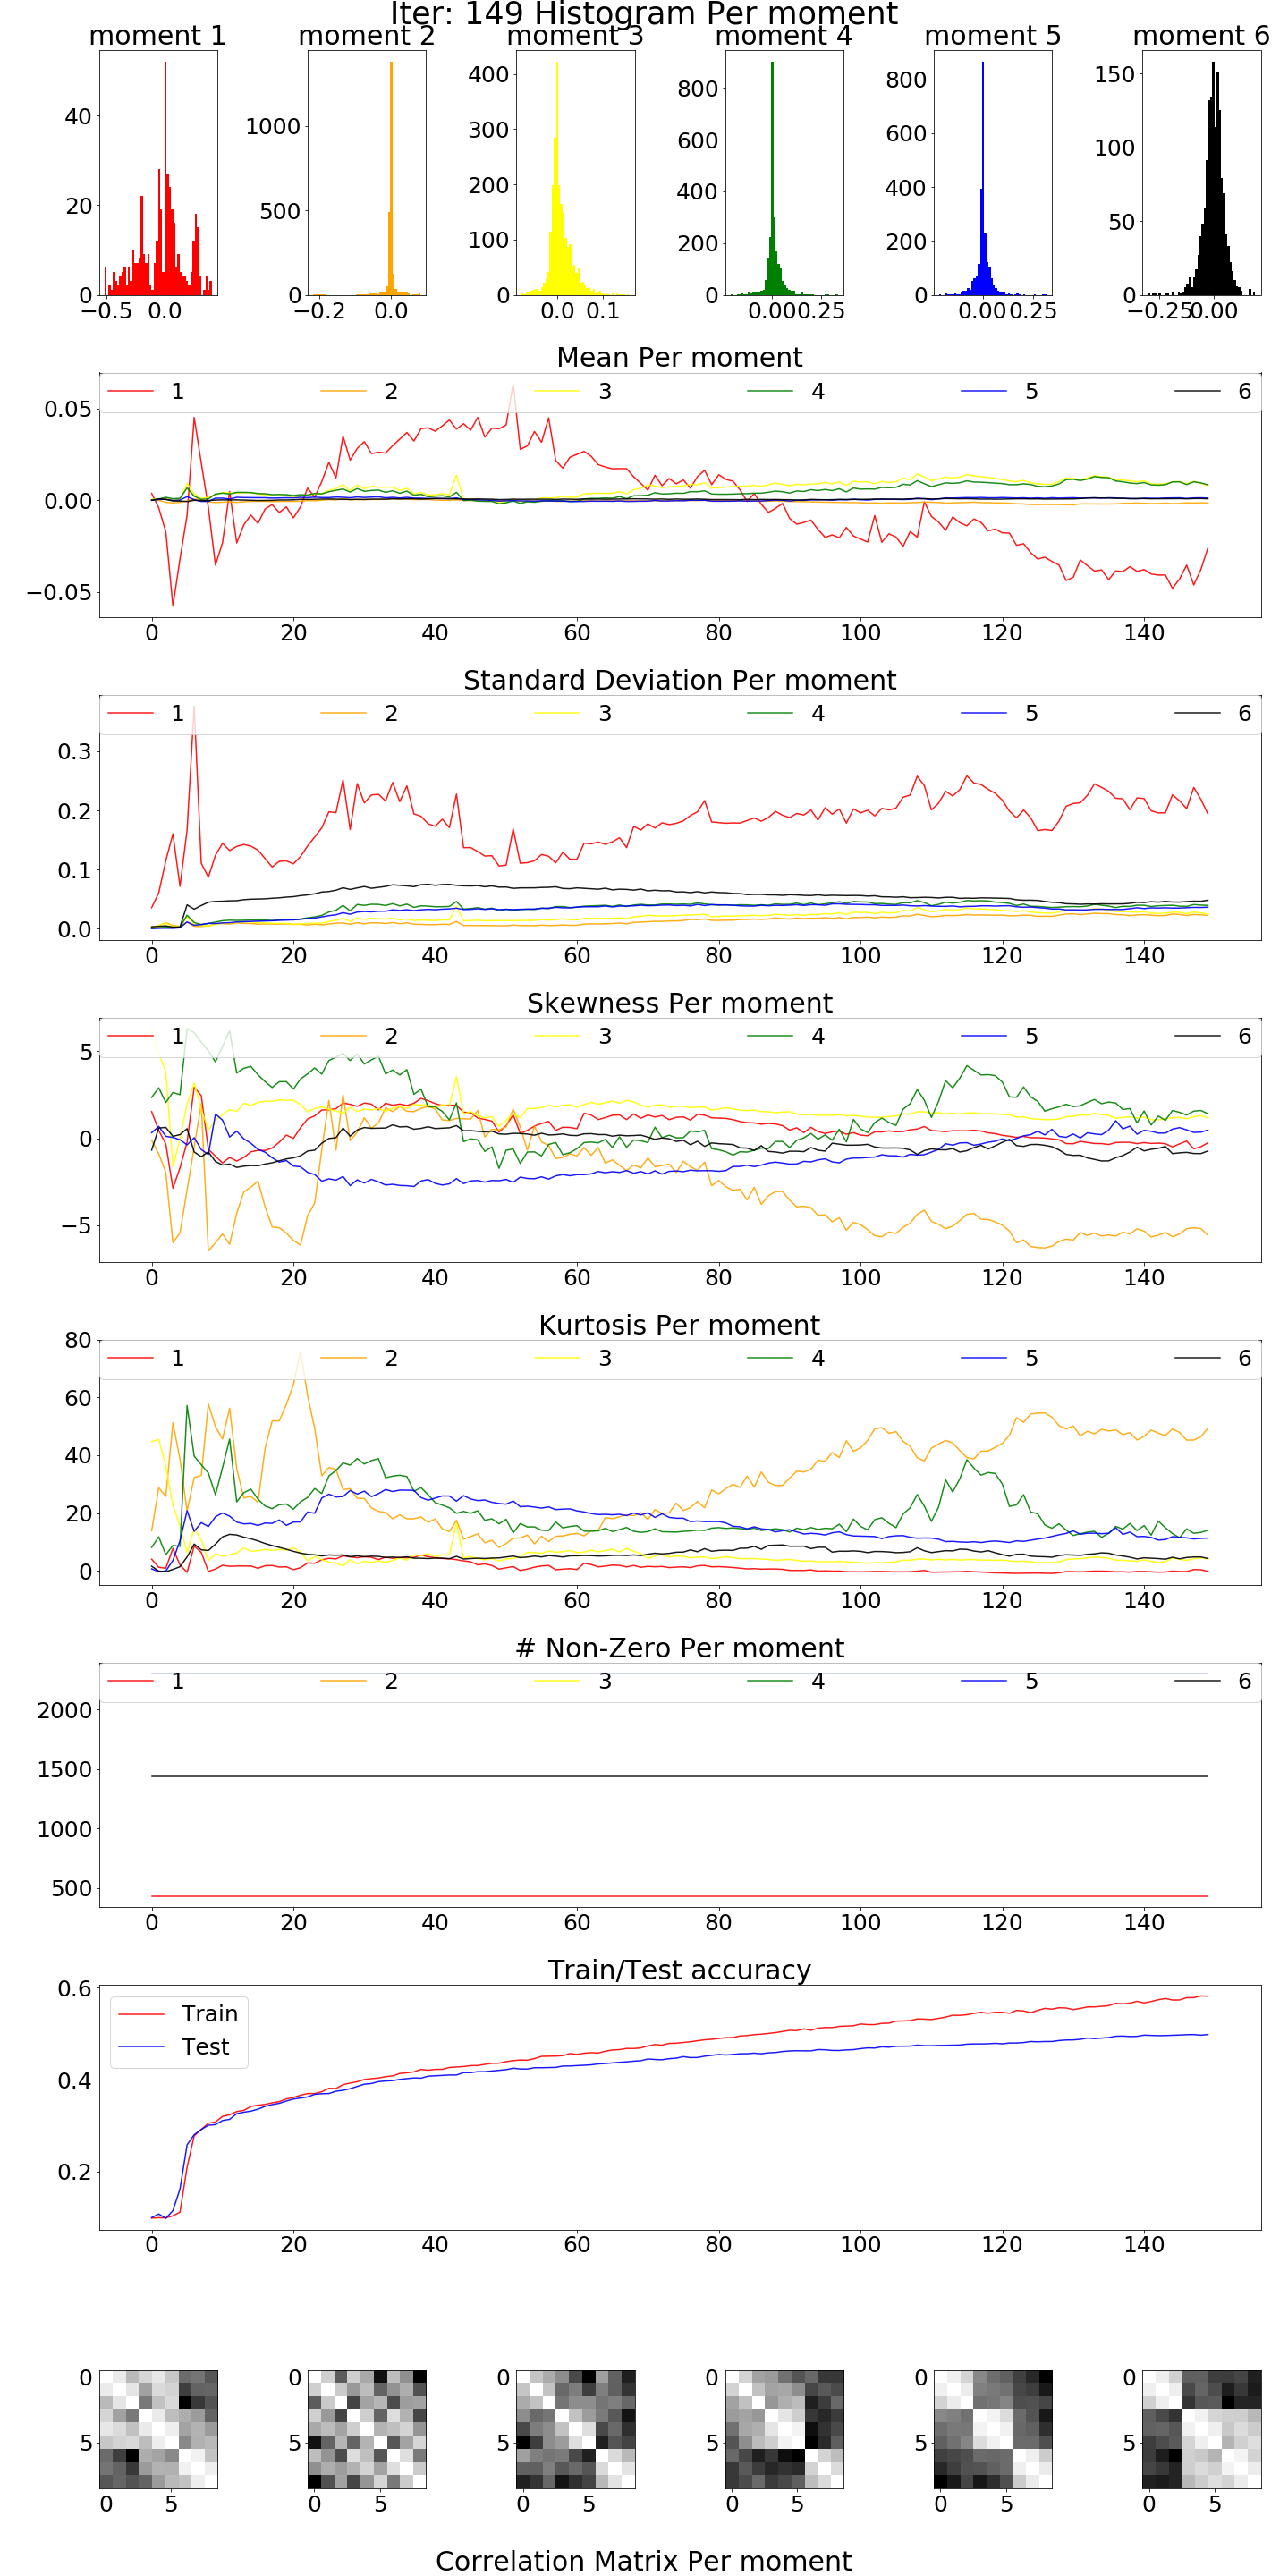 Iter: 149 Histogram Per moment
moment 1 moment 2 moment 3 moment 4 moment 5 moment 6
40 20 0 −0.5 0.0
1000 500 0 −0.2 0.0
400 300 200 100 0 0.0 0.1
800 600 400 200 0 0.00 0.25
800 600 400 200 0 0.00 0.25
150 100 50 0 −0.25 0.00
Mean Per moment
1 2 3 4 5 6
0.05
0.00
−0.05
0 20 40 60 80 100 120 140
Standard Deviation Per moment
1 2 3 4 5 6
0.3
0.2
0.1
0.0
0 20 40 60 80 100 120 140
Skewness Per moment
1 2 3 4 5 6
5
0
−5
0 20 40 60 80 100 120 140
Kurtosis Per moment
80
1 2 3 4 5 6
60
40
20
0
0 20 40 60 80 100 120 140
# Non-Zero Per moment
1 2 3 4 5 6
2000
1500
1000
500
0 20 40 60 80 100 120 140
Train/Test accuracy
0.6
Train
Test
0.4
0.2
0 20 40 60 80 100 120 140
0 0 0 0 0 0
5 5 5 5 5 5
0 5 0 5 0 5 0 5 0 5 0 5
Correlation Matrix Per moment